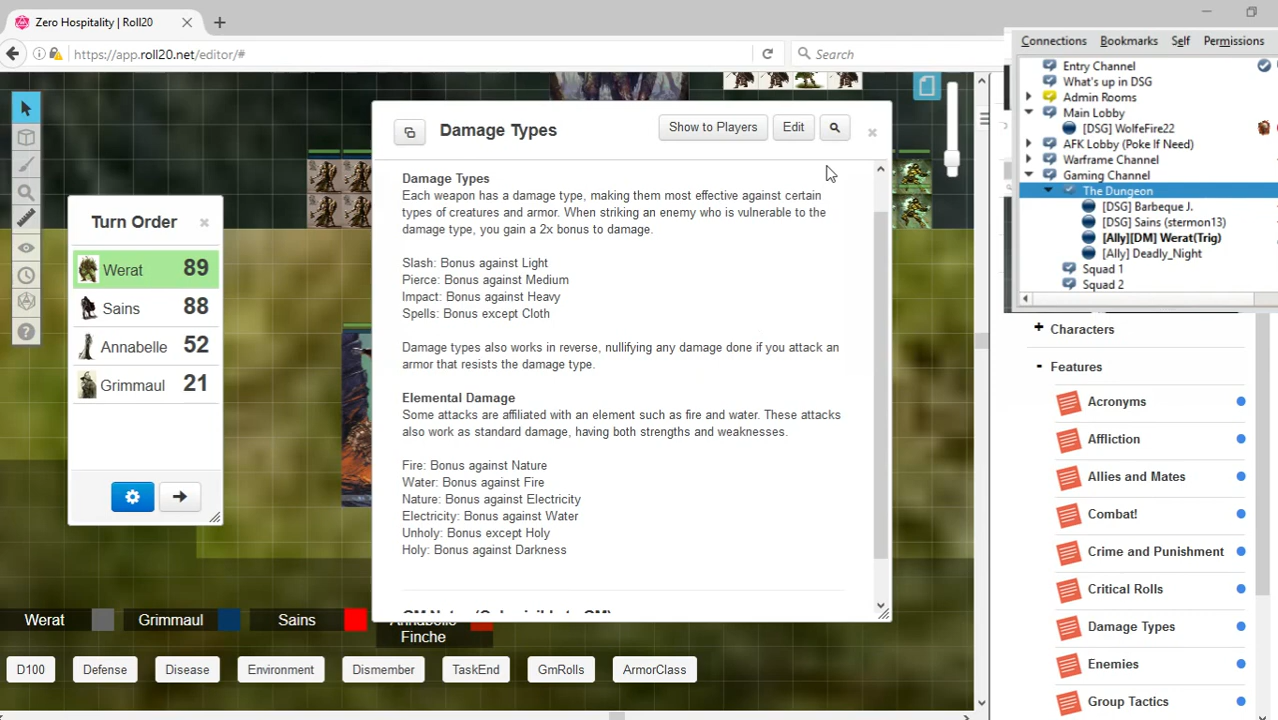 Zero Hospitality | Roll20
https://app.roll20.net/editor/#
Search
Connections Bookmarks Self Permissions
Entry Channel
What's up in DSG
Admin Rooms
Main Lobby
[DSG] WolfeFire22
AFK Lobby (Poke If Need)
Warframe Channel
Gaming Channel
The Dungeon
[DSG] Barbeque J.
[DSG] Sains (stermon13)
[Ally][DM] Werat(Trig)
[Ally] Deadly_Night
Squad 1
Squad 2
Turn Order
Werat 89
Sains 88
Annabelle 52
Grimmaul 21
Damage Types
Show to Players
Edit
Damage Types
Each weapon has a damage type, making them most effective against certain
types of creatures and armor. When striking an enemy who is vulnerable to the
damage type, you gain a 2x bonus to damage.
Slash: Bonus against Light
Pierce: Bonus against Medium
Impact: Bonus against Heavy
Spells: Bonus except Cloth
Damage types also works in reverse, nullifying any damage done if you attack an
armor that resists the damage type.
Elemental Damage
Some attacks are affiliated with an element such as fire and water. These attacks
also work as standard damage, having both strengths and weaknesses.
Fire: Bonus against Nature
Water: Bonus against Fire
Nature: Bonus against Electricity
Electricity: Bonus against Water
Unholy: Bonus except Holy
Holy: Bonus against Darkness
Characters
Features
Acronyms
Affliction
Allies and Mates
Combat!
Crime and Punishment
Critical Rolls
Damage Types
Enemies
Group Tactics
Werat
Grimmaul
Sains
Finche
D100
Defense
Disease
Environment
Dismember
TaskEnd
GmRolls
ArmorClass